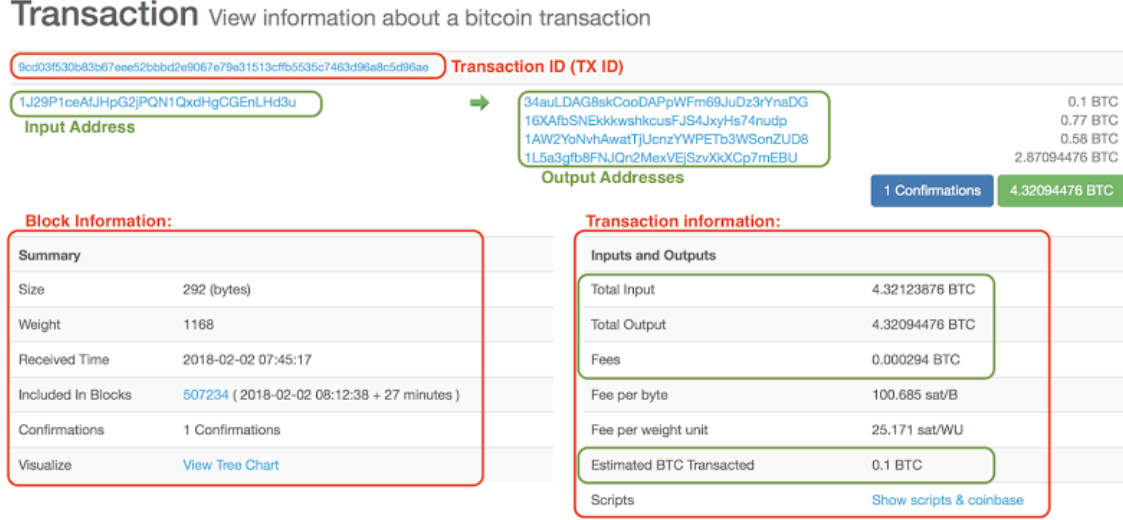 Transaction View information about a bitcoin transaction
9cd03f530b83b67eee52bbbd2e9067e79e31513cffb5535c7463d96a8c5d96ae Transaction ID (TX ID)
1J29P1ceAfJHpG2jPQN1QxdHgCGEnLHd3u 34auLDAG8skCooDAPpWFm69JuDz3rYnaDG 0.1 BTC
Input Address 16XAfbSNEkkkwshkcusFJS4JxyHs74nudp 0.77 BTC
1AW2YoNvhAwatTjUcnzYWPETb3WSonZUD8 0.58 BTC
1L5a3gfb8FNJQn2MexVEjSzvXkXCp7mEBU 2.87094476 BTC
Output Addresses
1 Confirmations 4.32094476 BTC
Block Information:
Summary
Size 292 (bytes)
Weight 1168
Received Time 2018-02-02 07:45:17
Included In Blocks 507234 ( 2018-02-02 08:12:38 + 27 minutes )
Confirmations 1 Confirmations
Visualize View Tree Chart
Transaction information:
Inputs and Outputs
Total Input 4.32123876 BTC
Total Output 4.32094476 BTC
Fees 0.000294 BTC
Fee per byte 100.685 sat/B
Fee per weight unit 25.171 sat/WU
Estimated BTC Transacted 0.1 BTC
Scripts Show scripts & coinbase